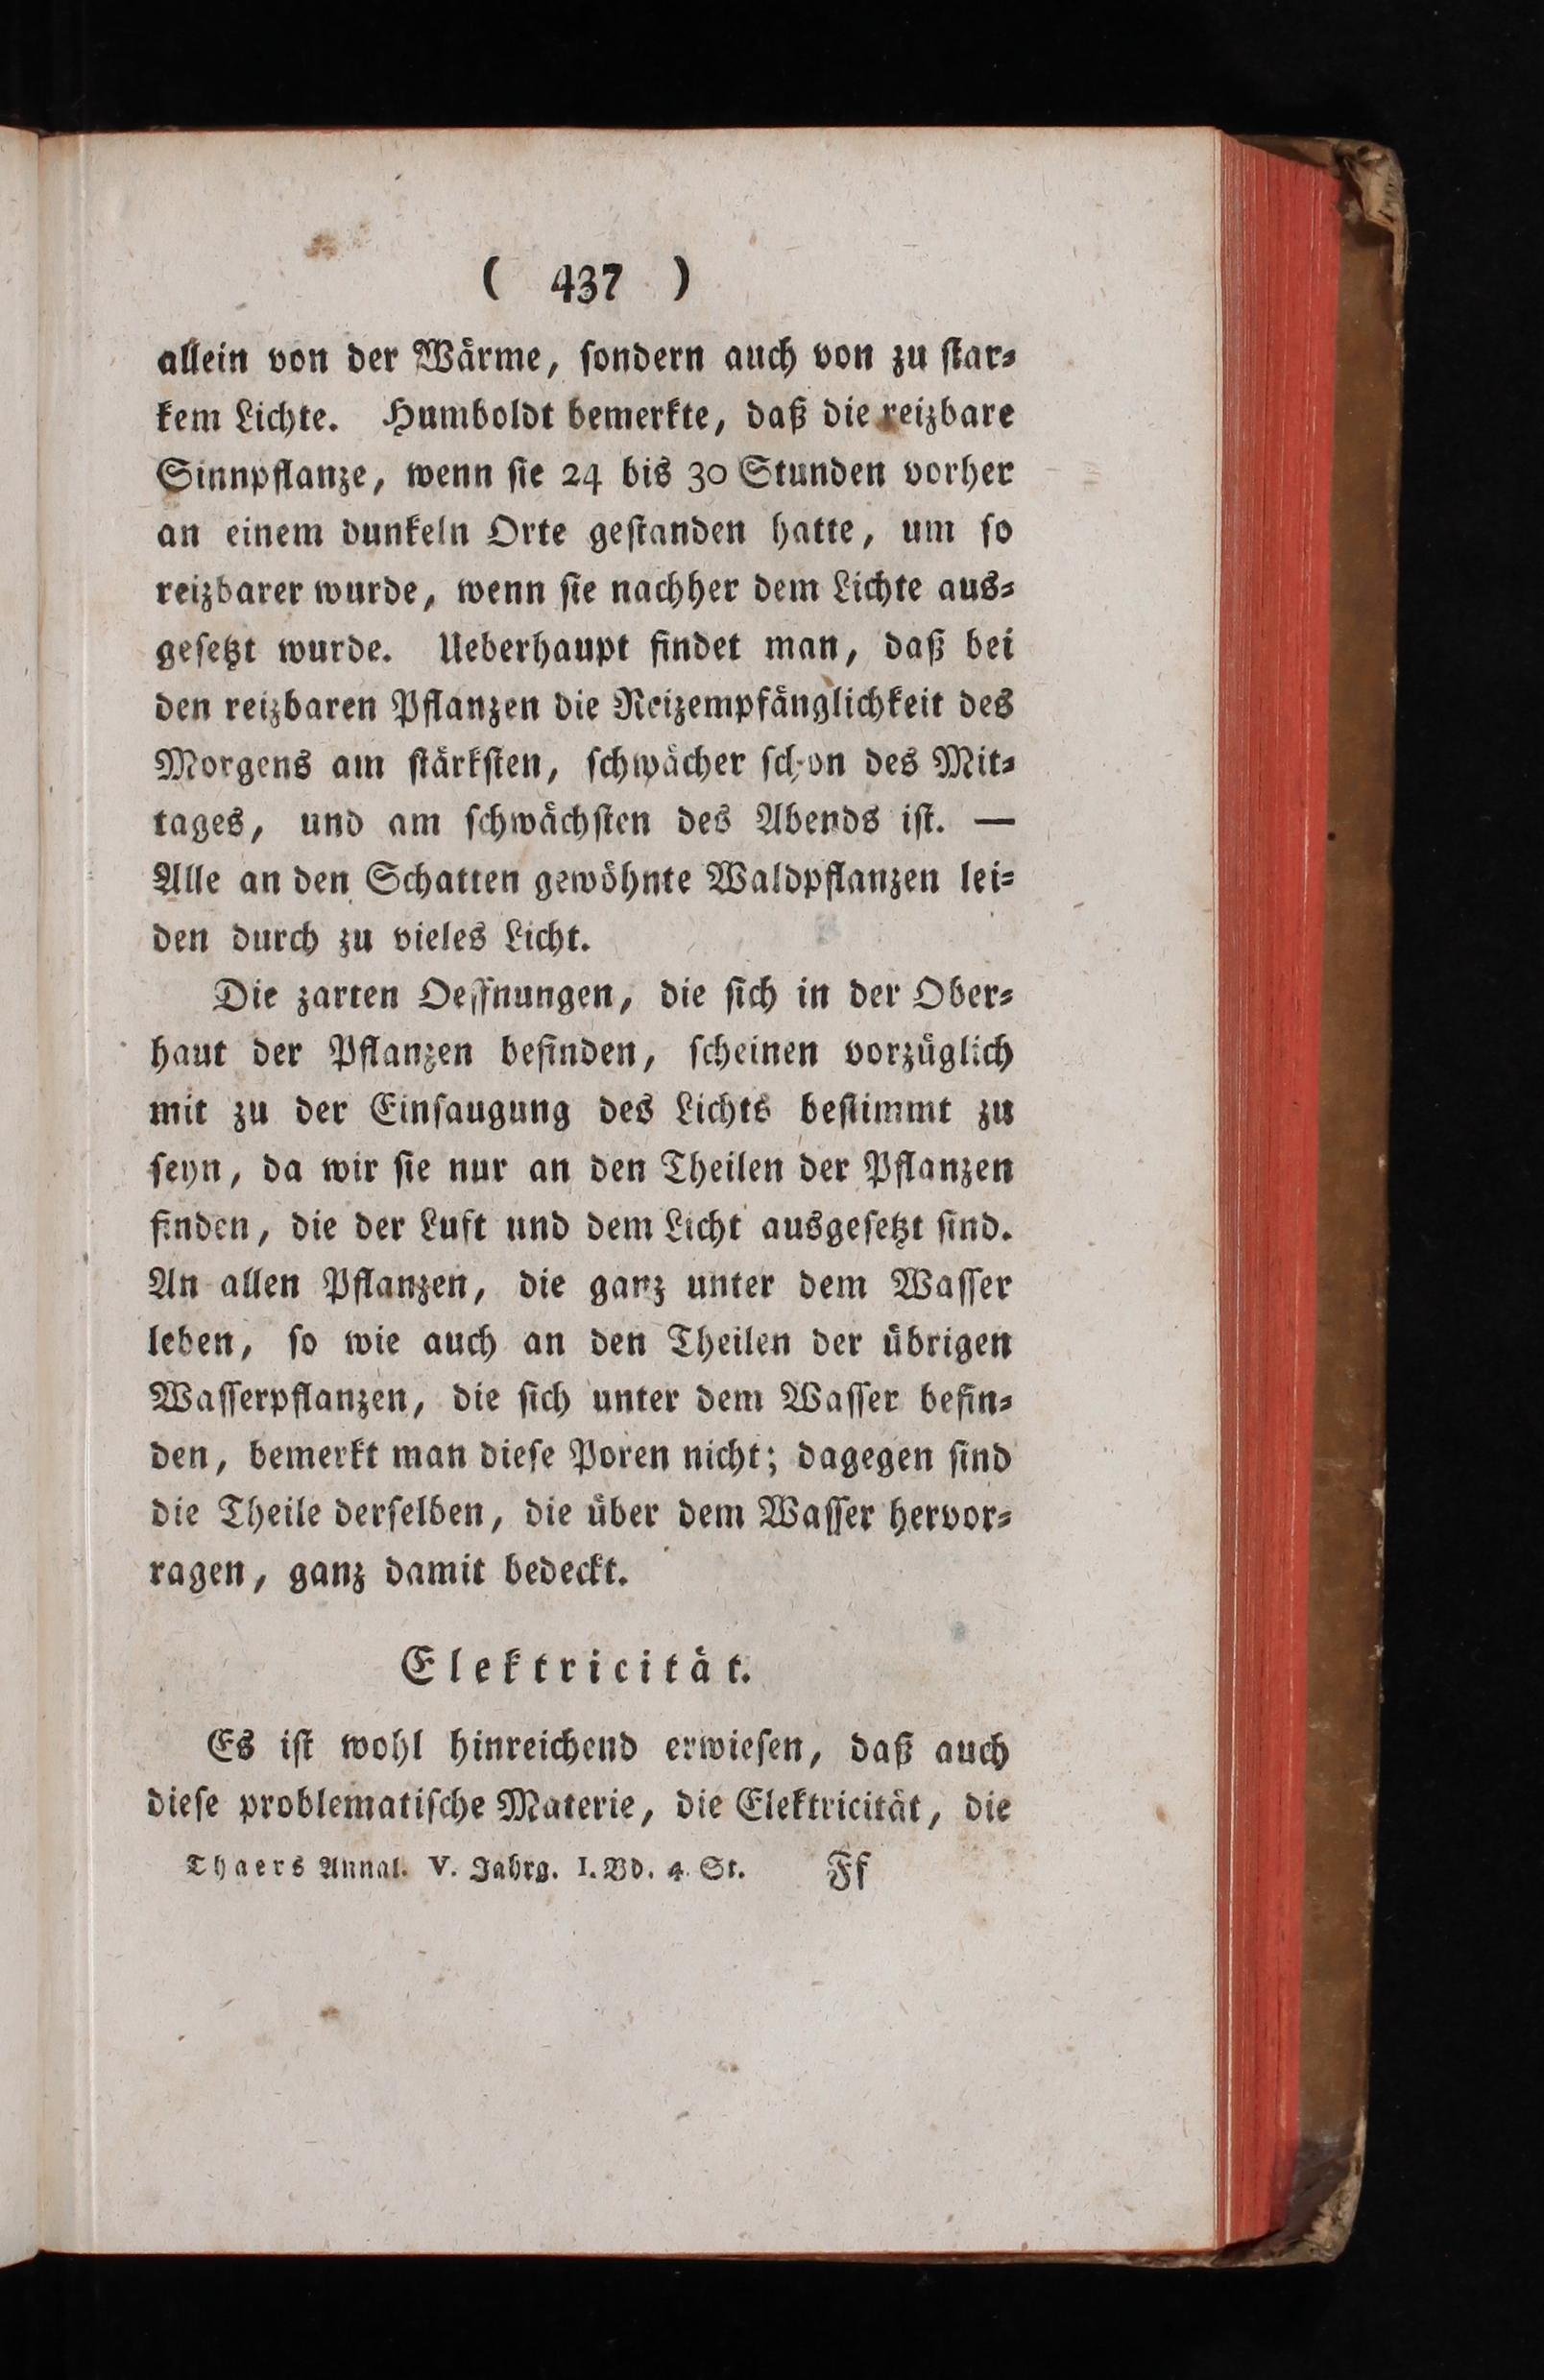 ( 437 )
allein von der Wärme, ſondern auch von zu ſtar⸗
kem Lichte. Humboldt bemerkte, daß die reizbare
Sinnpflanze, wenn ſie 24 bis 30 Stunden vorher
an einem dunkeln Orte geſtanden hatte, um ſo
reizbarer wurde, wenn ſie nachher dem Lichte aus⸗
geſetzt wurde. Ueberhaupt findet man, daß bei
den reizbaren Pflanzen die Reizempfänglichkeit des
Morgens am ſtärkſten, ſchwächer ſchon des Mit⸗
tages, und am ſchwächſten des Abends iſt. —
Alle an den Schatten gewöhnte Waldpflanzen lei⸗
den durch zu vieles Licht.
Die zarten Oeffnungen, die ſich in der Ober⸗
haut der Pflanzen befinden, ſcheinen vorzüglich
mit zu der Einſaugung des Lichts beſtimmt zu
ſeyn, da wir ſie nur an den Theilen der Pflanzen
finden, die der Luft und dem Licht ausgeſetzt ſind.
An allen Pflanzen, die ganz unter dem Waſſer
leben, ſo wie auch an den Theilen der übrigen
Waſſerpflanzen, die ſich unter dem Waſſer befin⸗
den, bemerkt man dieſe Poren nicht; dagegen ſind
die Theile derſelben, die über dem Waſſer hervor⸗
ragen, ganz damit bedeckt.
Elektricität.
Es iſt wohl hinreichend erwieſen, daß auch
dieſe problematiſche Materie, die Elektricität, die
Thaers Annal. V. Jahrg. I. Bd. 4. St. Ff